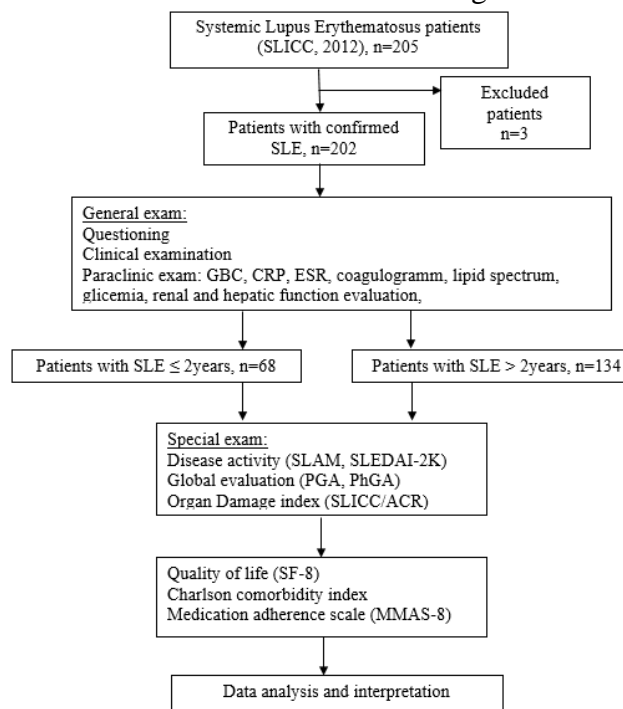 Systemic Lupus Erythematosus patients
(SLICC, 2012), n=205
Excluded
patients
n=3
Patients with confirmed
SLE, n=202
General exam:
Questioning
Clinical examination
Paraclinic exam: GBC, CRP, ESR, coagulogramm, lipid spectrum,
glicemia, renal and hepatic function evaluation,
Patients with SLE ≤ 2years, n=68
Patients with SLE > 2years, n=134
Special exam:
Disease activity (SLAM, SLEDAI-2K)
Global evaluation (PGA, PhGA)
Organ Damage index (SLICC/ACR)
Quality of life (SF-8)
Charlson comorbidity index
Medication adherence scale (MMAS-8)
Data analysis and interpretation